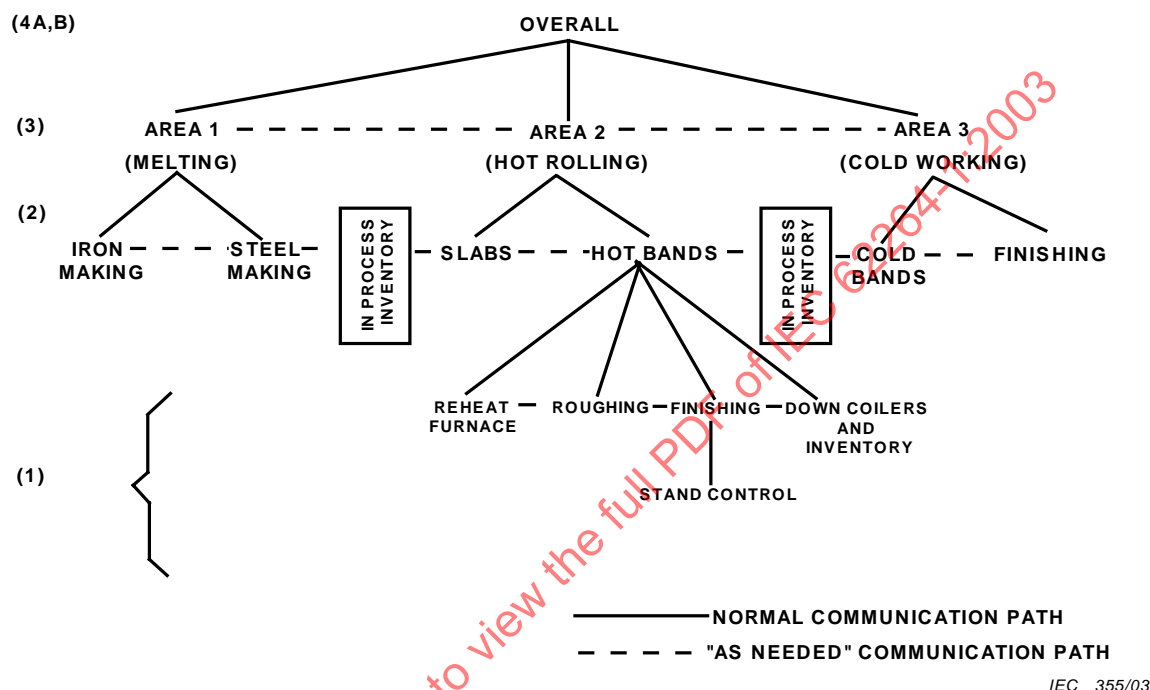 (4A,B)
OVERALL
(3)
AREA 1
AREA 2
AREA 3
(MELTING)
(HOT ROLLING)
(COLD WORKING)
(2)
IRON
MAKING
STEEL
MAKING
IN PROCESS
INVENTORY
SLABS
HOT BANDS
IN PROCESS
INVENTORY
COLD
BANDS
FINISHING
REHEAT
FURNACE
ROUGHING
FINISHING
DOWN COILERS
AND
INVENTORY
(1)
STAND CONTROL
NORMAL COMMUNICATION PATH
"AS NEEDED" COMMUNICATION PATH
IEC 355/03
to view the full PDF of IEC 62264-1:2003